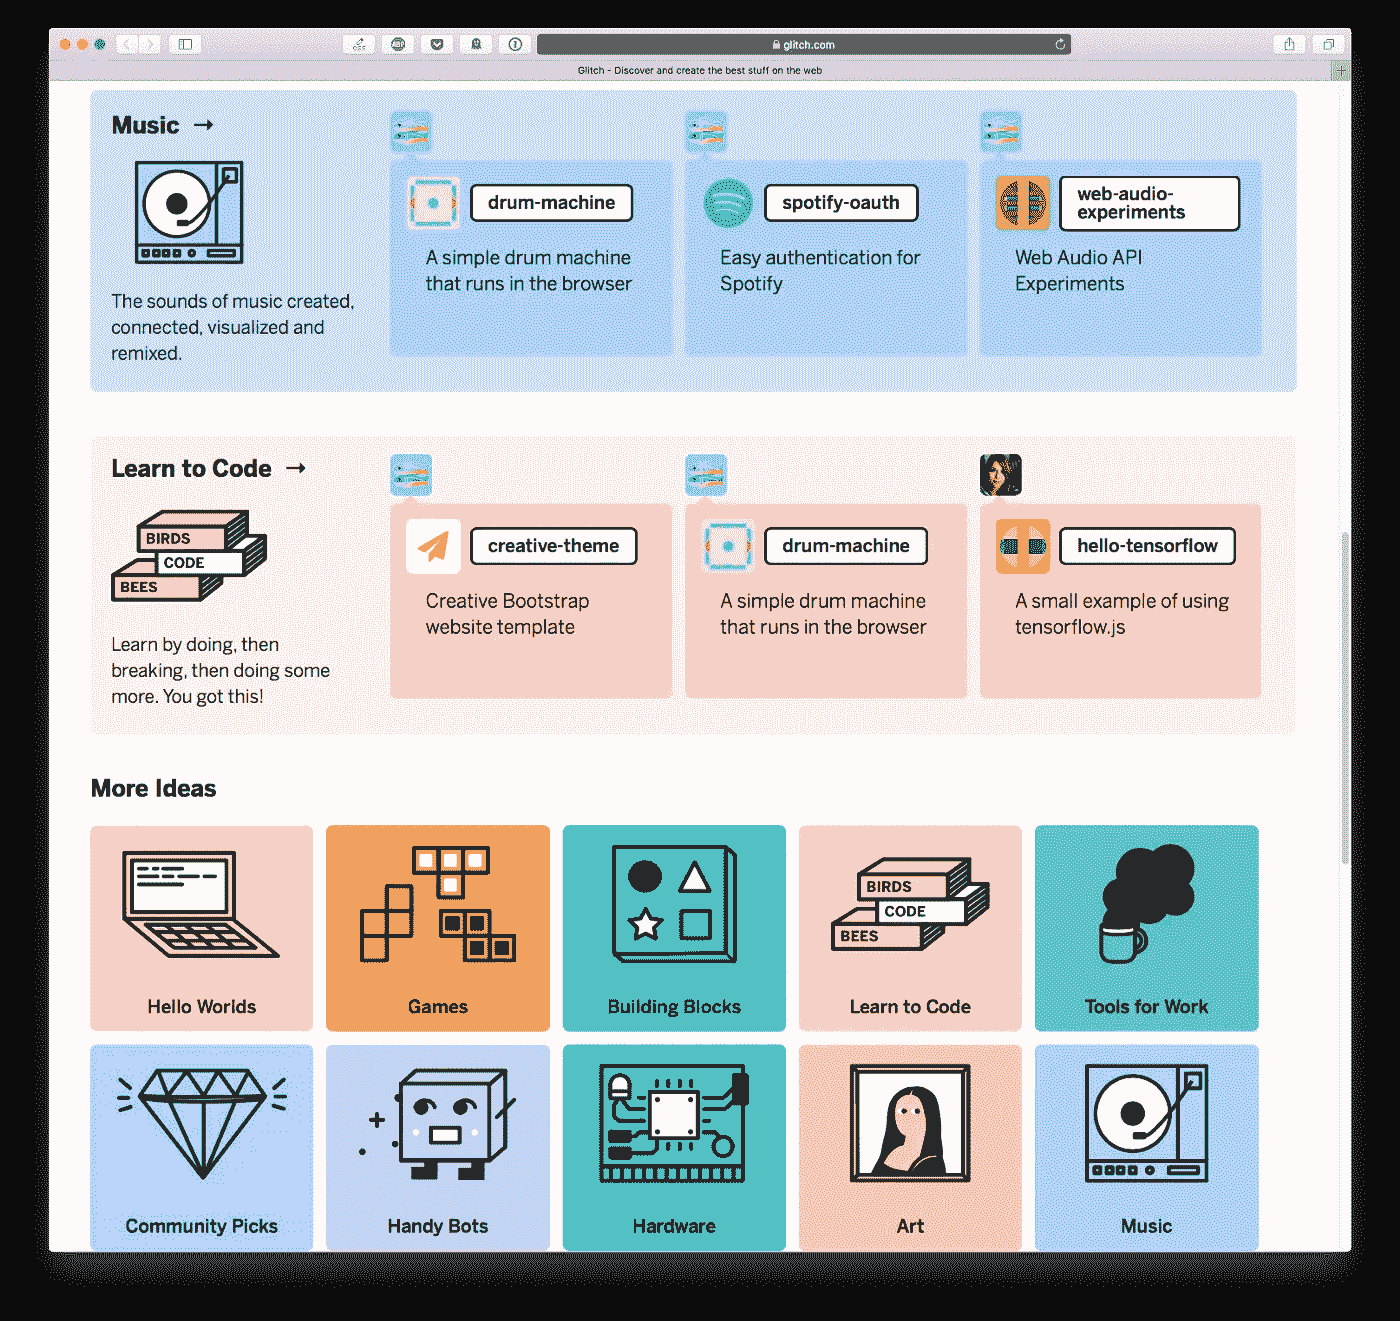 glitch.com
Glitch - Discover and create the best stuff on the web
Music →
The sounds of music created,
connected, visualized and
remixed.
drum-machine
A simple drum machine
that runs in the browser
spotify-oauth
Easy authentication for
Spotify
web-audio-
experiments
Web Audio API
Experiments
Learn to Code →
BIRDS
CODE
BEES
Learn by doing, then
breaking, then doing some
more. You got this!
creative-theme
Creative Bootstrap
website template
drum-machine
A simple drum machine
that runs in the browser
hello-tensorflow
A small example of using
tensorflow.js
More Ideas
Hello Worlds
Games
Building Blocks
BIRDS
CODE
BEES
Learn to Code
Tools for Work
Community Picks
Handy Bots
Hardware
Art
Music